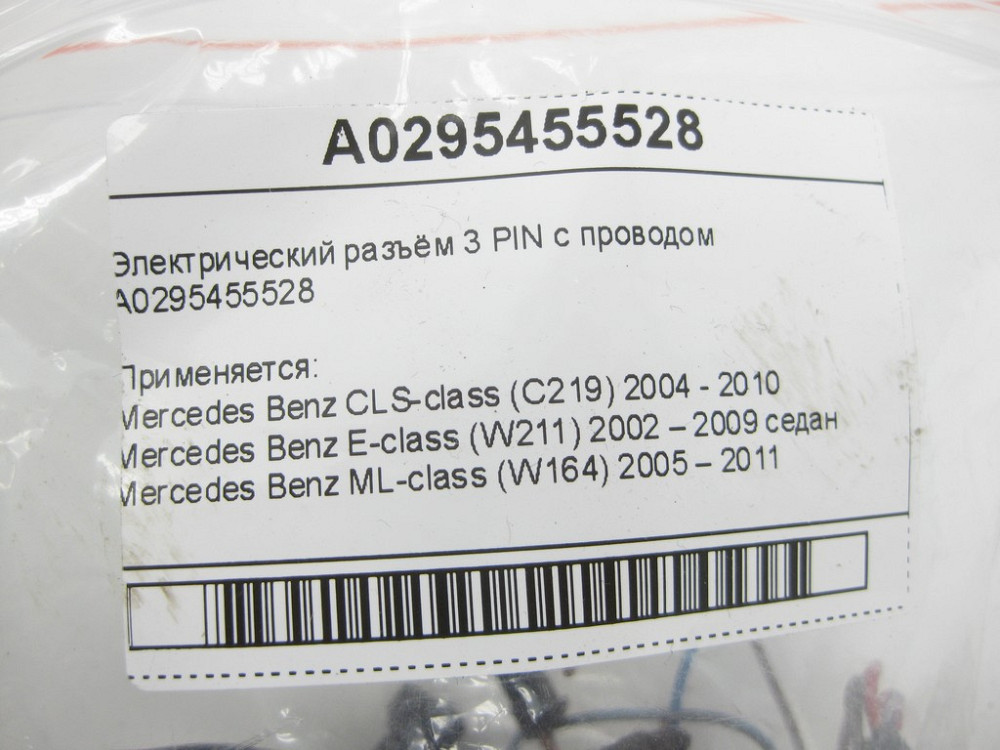 A0295455528
Электрический разъём 3 PIN с проводом
A0295455528
Применяется:
Mercedes Benz CLS-class (C219) 2004 - 2010
Mercedes Benz E-class (W211) 2002 – 2009 седан
Mercedes Benz ML-class (W164) 2005 – 2011